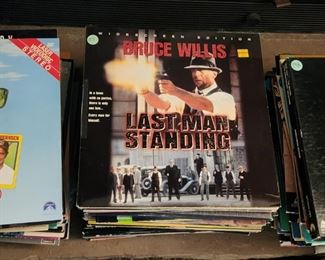 LASER
STEREO
WIDESCREEN EDITION
BRUCE WILLIS
In a town
with no justice,
there is only
one law...
Every man for
himself.
LAST MAN
STANDING